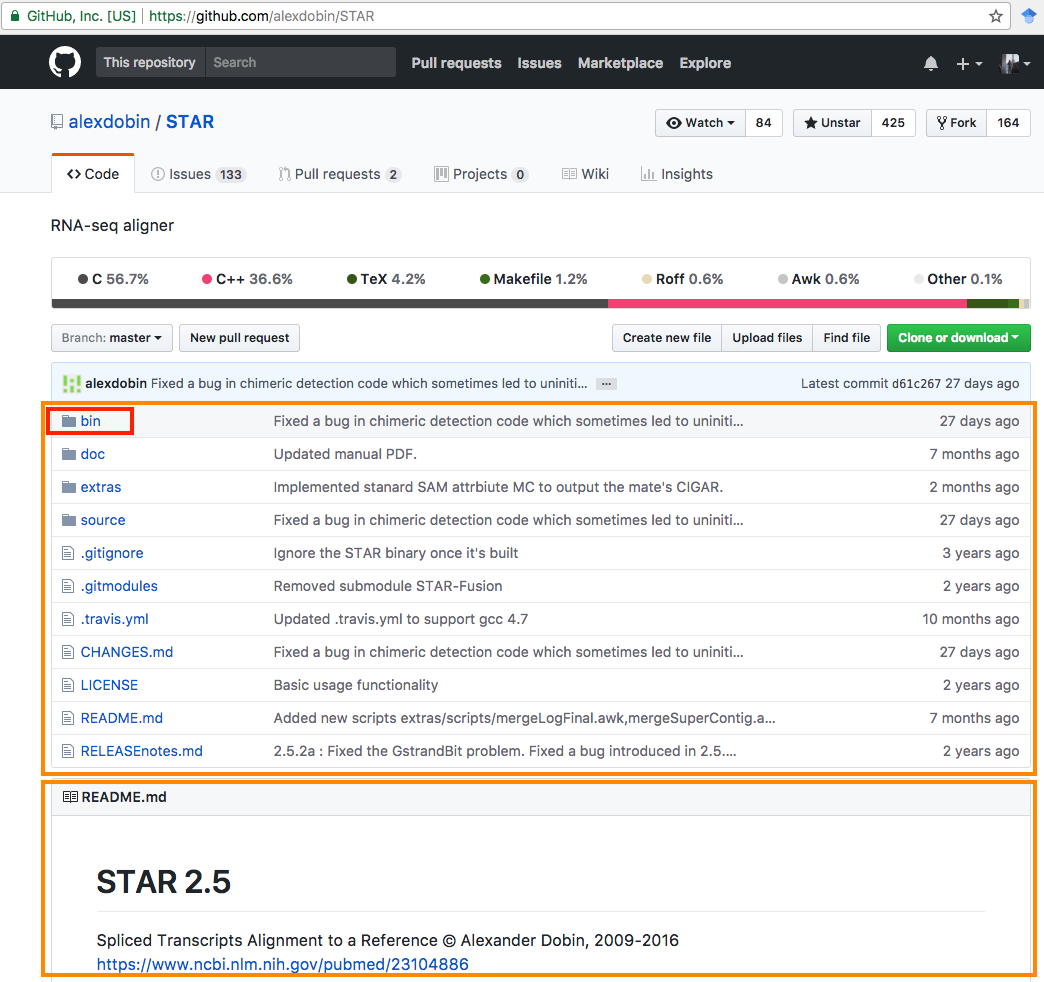 GitHub, Inc. [US] https://github.com/alexdobin/STAR
This repository Search Pull requests Issues Marketplace Explore
alexdobin / STAR Watch 84 Unstar 425 Fork 164
Code Issues 133 Pull requests 2 Projects 0 Wiki Insights
RNA-seq aligner
C 56.7% C++ 36.6% TeX 4.2% Makefile 1.2% Roff 0.6% Awk 0.6% Other 0.1%
Branch: master New pull request Create new file Upload files Find file Clone or download
alexdobin Fixed a bug in chimeric detection code which sometimes led to uniniti... ... Latest commit d61c267 27 days ago
bin Fixed a bug in chimeric detection code which sometimes led to uniniti... 27 days ago
doc Updated manual PDF. 7 months ago
extras Implemented stanard SAM attrbiute MC to output the mate's CIGAR. 2 months ago
source Fixed a bug in chimeric detection code which sometimes led to uniniti... 27 days ago
.gitignore Ignore the STAR binary once it's built 3 years ago
.gitmodules Removed submodule STAR-Fusion 2 years ago
.travis.yml Updated .travis.yml to support gcc 4.7 10 months ago
CHANGES.md Fixed a bug in chimeric detection code which sometimes led to uniniti... 27 days ago
LICENSE Basic usage functionality 2 years ago
README.md Added new scripts extras/scripts/mergeLogFinal.awk,mergeSuperContig.a... 7 months ago
RELEASEnotes.md 2.5.2a : Fixed the GstrandBit problem. Fixed a bug introduced in 2.5.... 2 years ago
README.md
STAR 2.5
Spliced Transcripts Alignment to a Reference © Alexander Dobin, 2009-2016
https://www.ncbi.nlm.nih.gov/pubmed/23104886